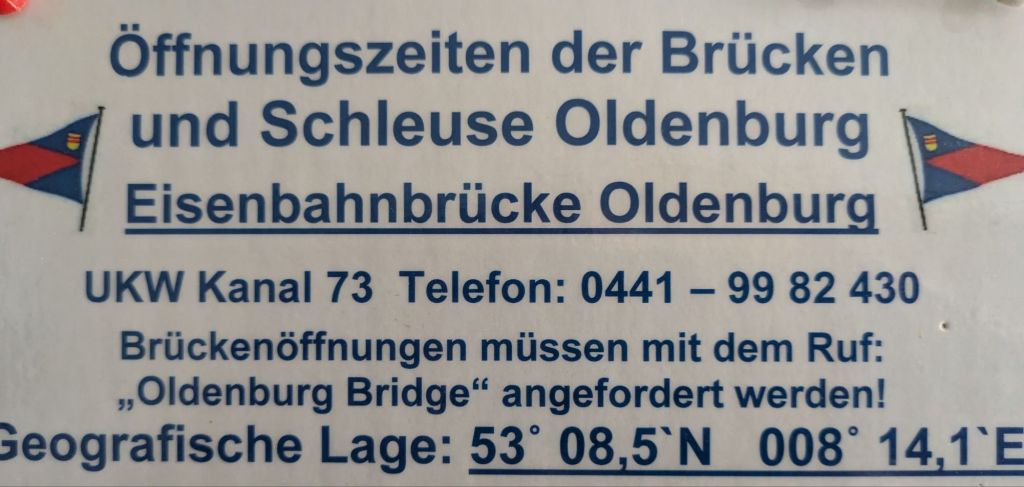 Öffnungszeiten der Brücken
und Schleuse Oldenburg
Eisenbahnbrücke Oldenburg
UKW Kanal 73 Telefon: 0441 – 99 82 430
Brückenöffnungen müssen mit dem Ruf:
„Oldenburg Bridge“ angefordert werden!
Geografische Lage: 53° 08,5`N 008° 14,1`E